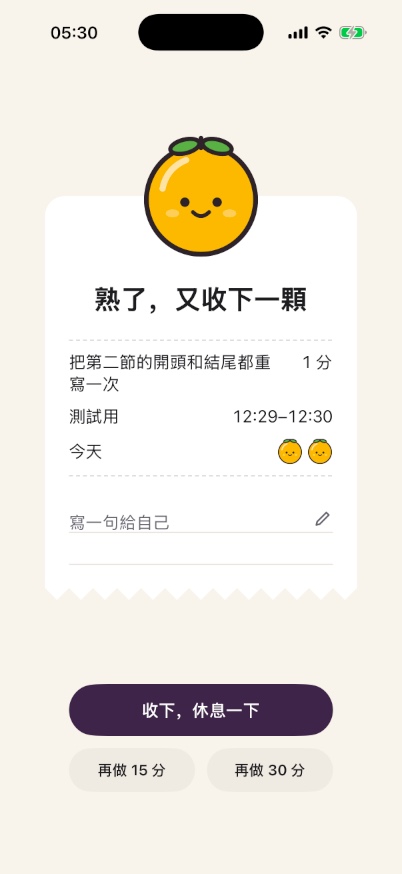 05:30
熟了，又收下一顆
把第二節的開頭和結尾都重 1 分
寫一次
測試用 12:29–12:30
今天
寫一句給自己
收下，休息一下
再做 15 分 再做 30 分